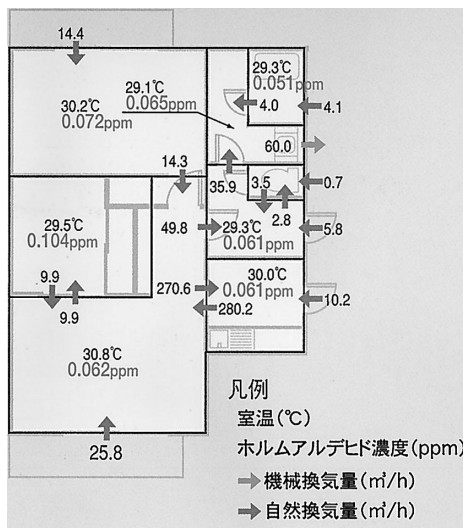 14.4
29.1℃
0.065ppm
29.3℃
0.051ppm
30.2℃
0.072ppm
4.0
4.1
60.0
14.3
35.9
3.5
0.7
2.8
29.5℃
0.104ppm
49.8
29.3℃
0.061ppm
5.8
9.9
9.9
270.6
30.0℃
0.061ppm
280.2
10.2
30.8℃
0.062ppm
25.8
凡例
室温(℃)
ホルムアルデヒド濃度(ppm)
機械換気量(㎥/h)
自然換気量(㎥/h)